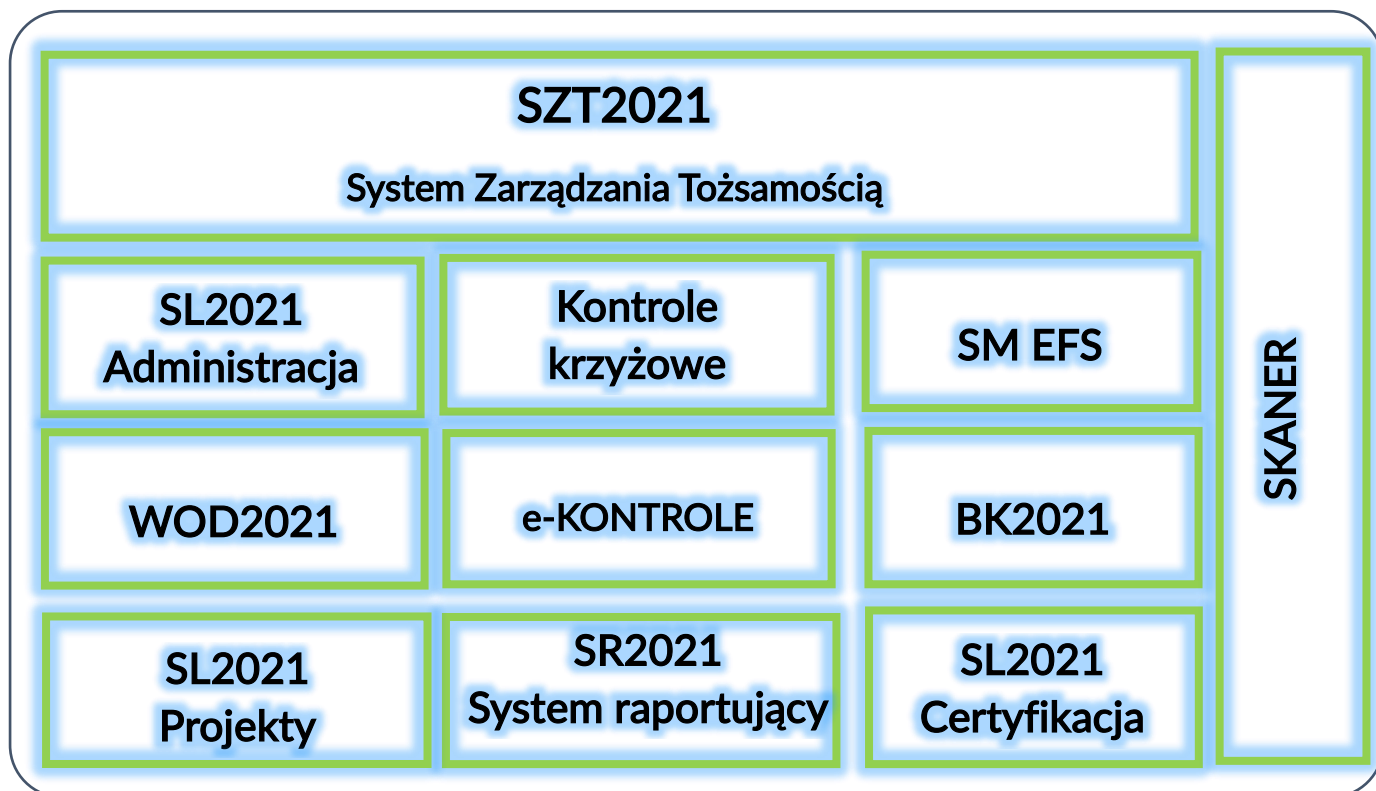 SZT2021
System Zarządzania Tożsamością
SL2021
Administracja
Kontrole
krzyżowe
SM EFS
WOD2021
e-KONTROLE
BK2021
SL2021
Projekty
SR2021
System raportujący
SL2021
Certyfikacja
SKANER